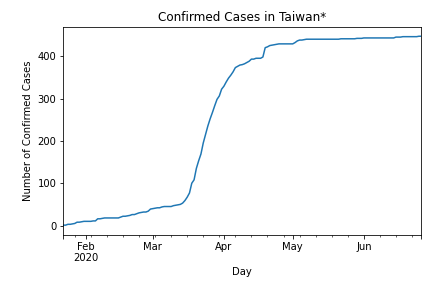 Confirmed Cases in Taiwan*
Number of Confirmed Cases
400
300
200
100
0
Feb Mar Apr May Jun
2020
Day